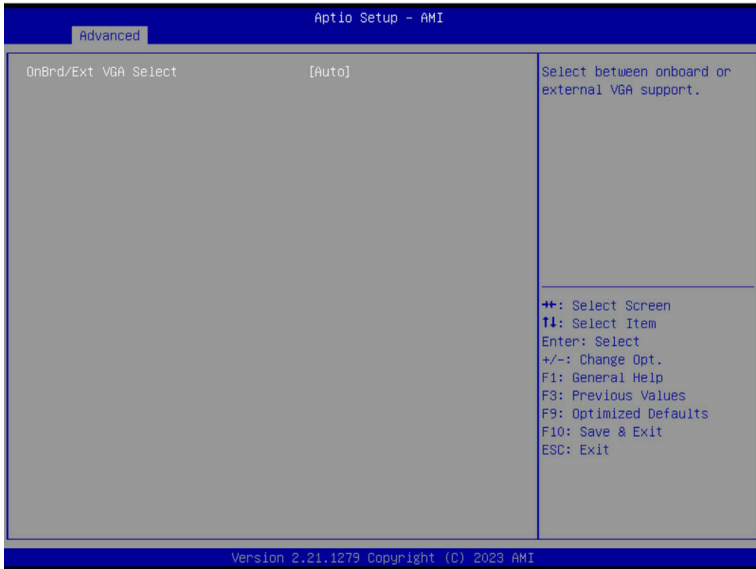 Aptio Setup - AMI
Advanced
OnBrd/Ext VGA Select [Auto]
Select between onboard or
external VGA support.
→←: Select Screen
↑↓: Select Item
Enter: Select
+/-: Change Opt.
F1: General Help
F3: Previous Values
F9: Optimized Defaults
F10: Save & Exit
ESC: Exit
Version 2.21.1279 Copyright (C) 2023 AMI